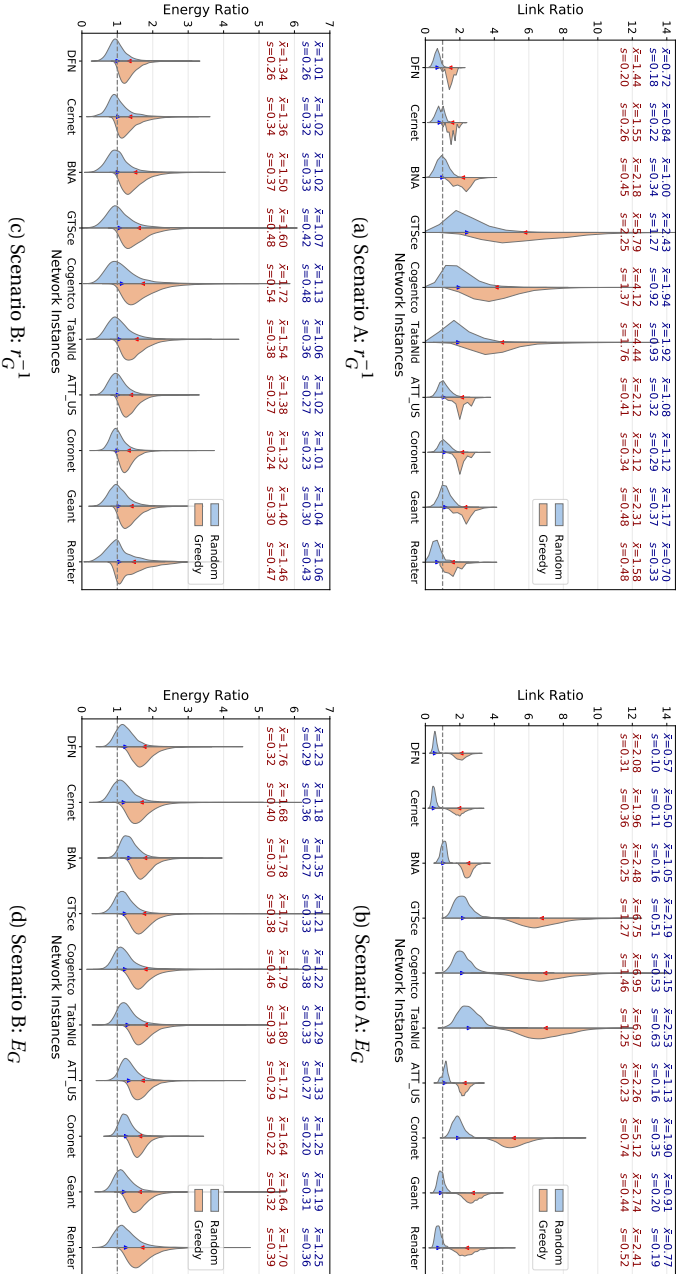 Link Ratio
0
2
4
6
8
10
12
14
x̄=0.72
s=0.18
x̄=0.84
s=0.22
x̄=1.00
s=0.34
x̄=2.43
s=1.27
x̄=1.94
s=0.92
x̄=1.92
s=0.93
x̄=1.08
s=0.32
x̄=1.12
s=0.29
x̄=1.17
s=0.37
x̄=0.70
s=0.33
x̄=1.44
s=0.20
x̄=1.55
s=0.26
x̄=2.18
s=0.45
x̄=5.79
s=2.25
x̄=4.12
s=1.37
x̄=4.44
s=1.76
x̄=2.12
s=0.41
x̄=2.12
s=0.34
x̄=2.31
s=0.48
x̄=1.58
s=0.48
Random
Greedy
DFN
Cernet
BNA
GTSce
Cogentco
TataNld
ATT_US
Coronet
Geant
Renater
Network Instances
(a) Scenario A: r_G^{-1}
Link Ratio
0
2
4
6
8
10
12
14
x̄=0.57
s=0.10
x̄=0.50
s=0.11
x̄=1.05
s=0.16
x̄=2.19
s=0.51
x̄=2.15
s=0.53
x̄=2.53
s=0.63
x̄=1.13
s=0.16
x̄=1.90
s=0.35
x̄=0.91
s=0.20
x̄=0.77
s=0.19
x̄=2.08
s=0.31
x̄=1.96
s=0.36
x̄=2.48
s=0.25
x̄=6.75
s=1.27
x̄=6.95
s=1.46
x̄=6.97
s=1.25
x̄=2.26
s=0.23
x̄=5.12
s=0.74
x̄=2.74
s=0.44
x̄=2.41
s=0.52
Random
Greedy
DFN
Cernet
BNA
GTSce
Cogentco
TataNld
ATT_US
Coronet
Geant
Renater
Network Instances
(b) Scenario A: E_G
Energy Ratio
0
1
2
3
4
5
6
7
x̄=1.01
s=0.26
x̄=1.02
s=0.32
x̄=1.02
s=0.33
x̄=1.07
s=0.42
x̄=1.13
s=0.48
x̄=1.06
s=0.36
x̄=1.02
s=0.27
x̄=1.01
s=0.23
x̄=1.04
s=0.30
x̄=1.06
s=0.43
x̄=1.34
s=0.26
x̄=1.36
s=0.34
x̄=1.50
s=0.37
x̄=1.60
s=0.48
x̄=1.72
s=0.54
x̄=1.54
s=0.38
x̄=1.38
s=0.27
x̄=1.32
s=0.24
x̄=1.40
s=0.30
x̄=1.46
s=0.47
Random
Greedy
DFN
Cernet
BNA
GTSce
Cogentco
TataNld
ATT_US
Coronet
Geant
Renater
Network Instances
(c) Scenario B: r_G^{-1}
Energy Ratio
0
1
2
3
4
5
6
7
x̄=1.23
s=0.29
x̄=1.18
s=0.36
x̄=1.35
s=0.27
x̄=1.21
s=0.33
x̄=1.22
s=0.38
x̄=1.29
s=0.33
x̄=1.33
s=0.27
x̄=1.25
s=0.20
x̄=1.19
s=0.31
x̄=1.25
s=0.36
x̄=1.76
s=0.32
x̄=1.68
s=0.40
x̄=1.78
s=0.30
x̄=1.75
s=0.38
x̄=1.79
s=0.46
x̄=1.80
s=0.39
x̄=1.71
s=0.29
x̄=1.64
s=0.22
x̄=1.64
s=0.32
x̄=1.70
s=0.39
Random
Greedy
DFN
Cernet
BNA
GTSce
Cogentco
TataNld
ATT_US
Coronet
Geant
Renater
Network Instances
(d) Scenario B: E_G